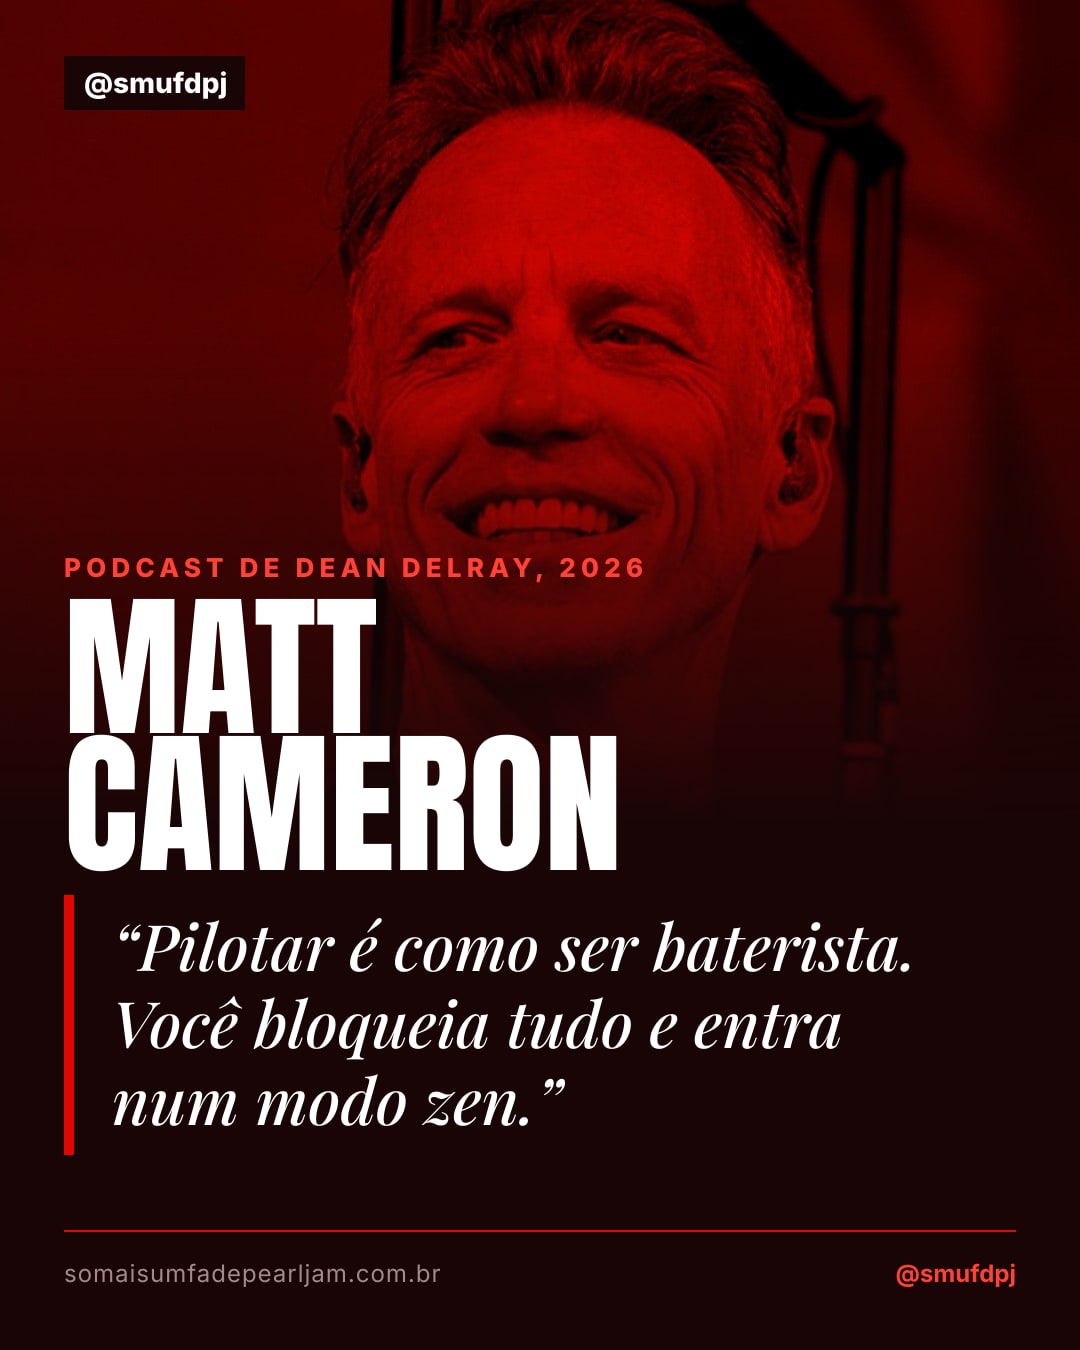 @smufdpj
PODCAST DE DEAN DELRAY, 2026
MATT
CAMERON
“Pilotar é como ser baterista.
Você bloqueia tudo e entra
num modo zen.”
somaisumfadepearljam.com.br
@smufdpj